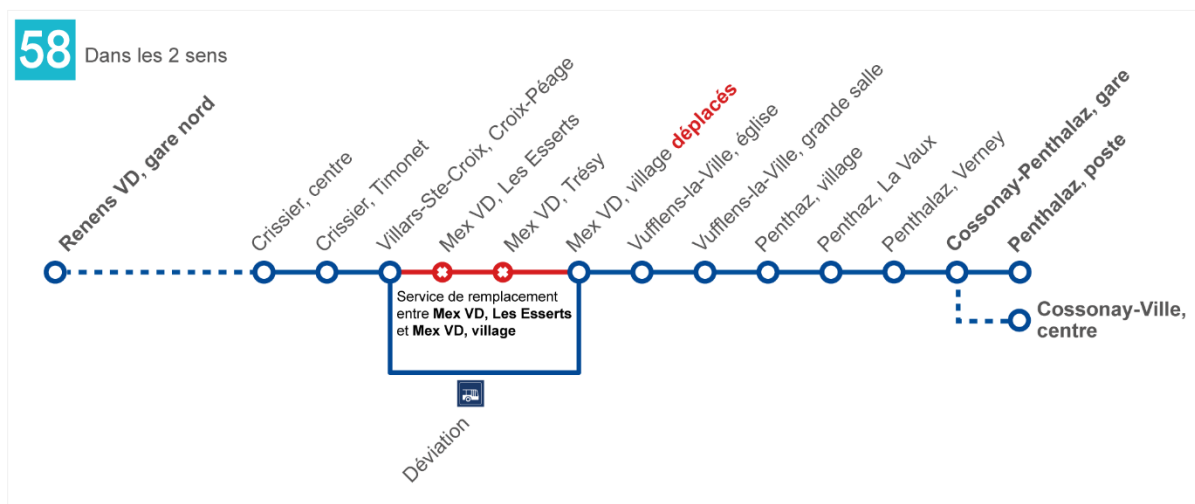 58
Dans les 2 sens
Renens VD, gare nord
Crissier, centre
Crissier, Timonet
Villars-Ste-Croix, Croix-Péage
Mex VD, Les Esserts
Mex VD, Trésy
Mex VD, village déplacés
Vufflens-la-Ville, église
Vufflens-la-Ville, grande salle
Penthaz, village
Penthaz, La Vaux
Penthalaz, Verney
Cossonay-Penthalaz, gare
Penthalaz, poste
Cossonay-Ville,
centre
Service de remplacement
entre Mex VD, Les Esserts
et Mex VD, village
Déviation